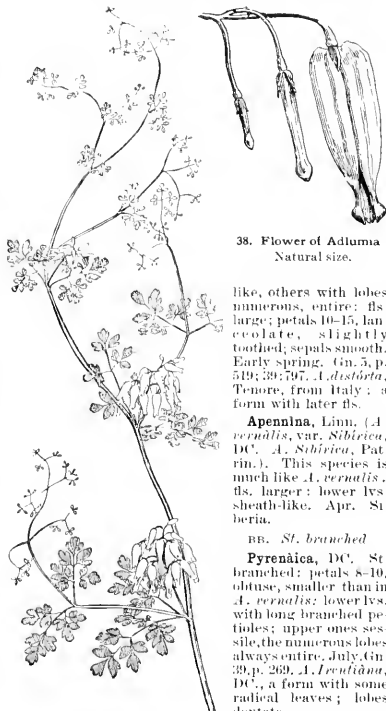 38. Flower of Adlumia
Natural size.
like, others with lobes
numerous, entire: fls
large; petals 10-15, lan
ceolate, slightly
toothed; sepals smooth.
Early spring. Gn. 5, p.
519; 39:797. A. distórta,
Tenore, from Italy; a
form with later fls.
Apennina, Linn. (A
vernàlis, var. Sibírica,
DC. A. Sibírica, Pat
rin.). This species is
much like A. vernalis.
fls. larger: lower lvs
sheath-like. Apr. Si
beria.
BB. St. branched
Pyrenàica, DC. St
branched: petals 8-10,
obtuse, smaller than in
A. vernalis: lower lvs.
with long branched pe-
tioles; upper ones ses-
sile, the numerous lobes
always entire. July. Gn
39, p. 269. A.
DC., a form with some
radical leaves; lobes
dentate